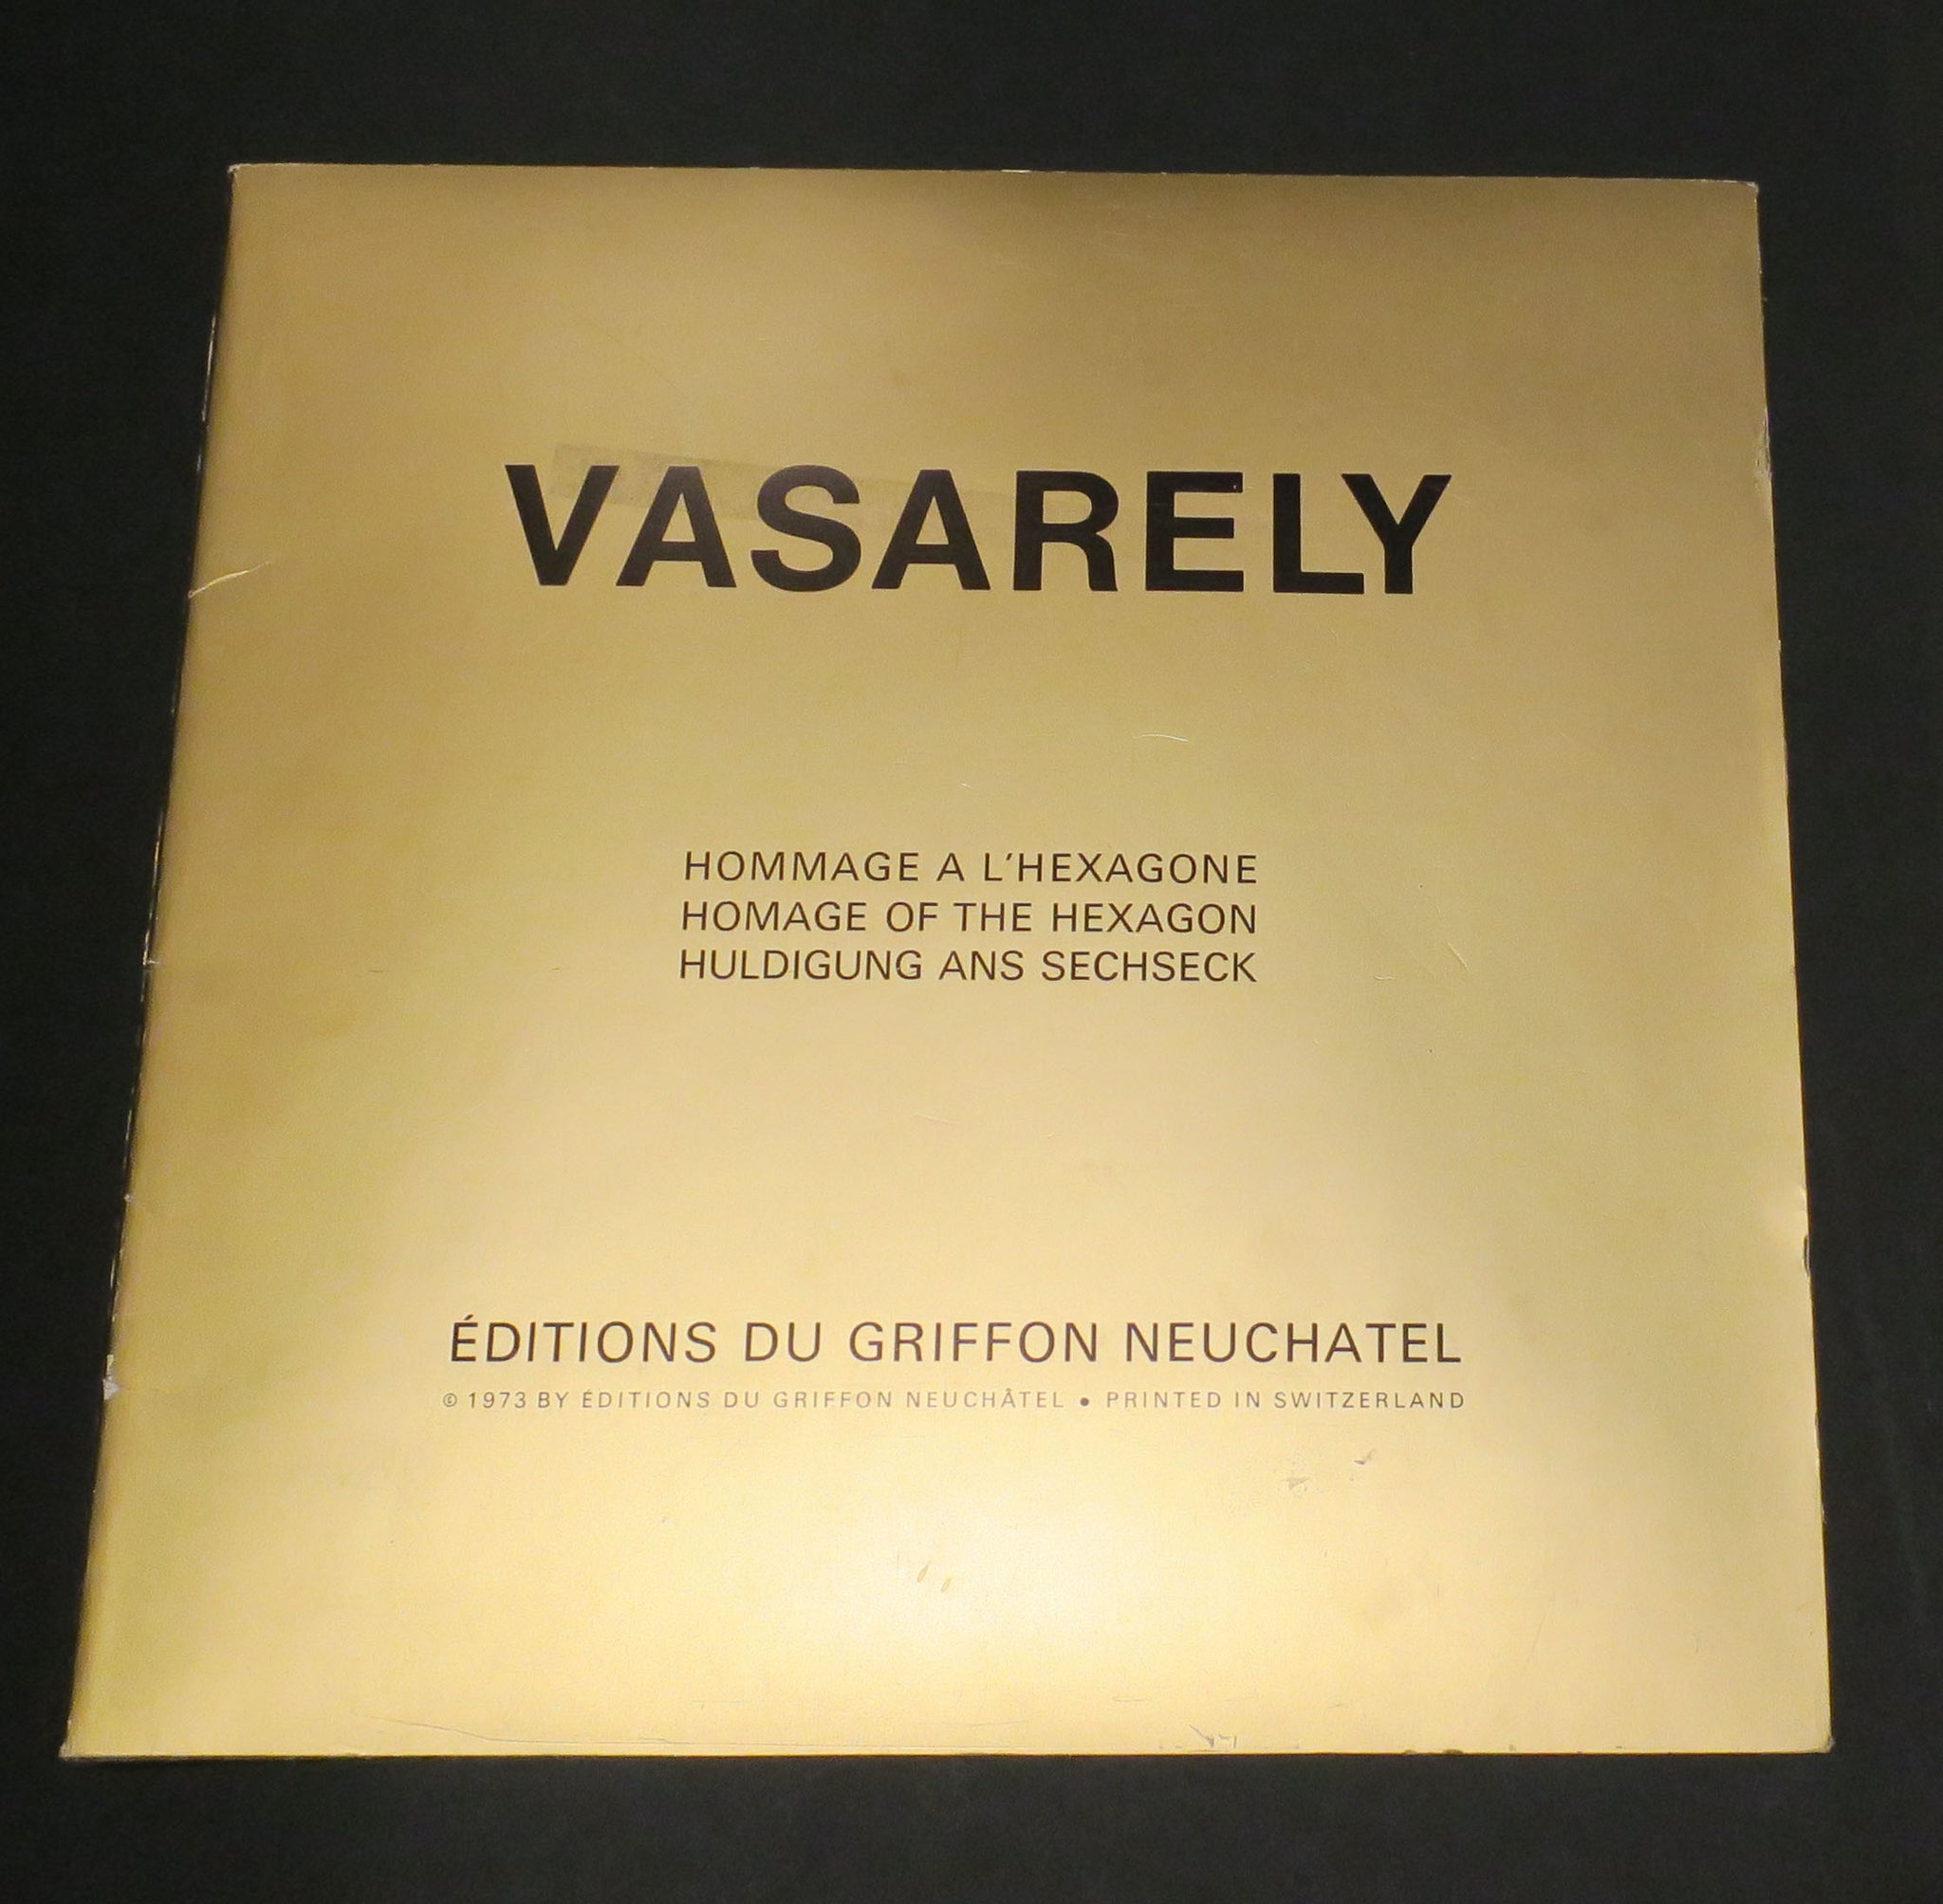 VASARELY
HOMMAGE A L'HEXAGONE
HOMAGE OF THE HEXAGON
HULDIGUNG ANS SECHSECK
ÉDITIONS DU GRIFFON NEUCHATEL
© 1973 BY ÉDITIONS DU GRIFFON NEUCHÂTEL • PRINTED IN SWITZERLAND